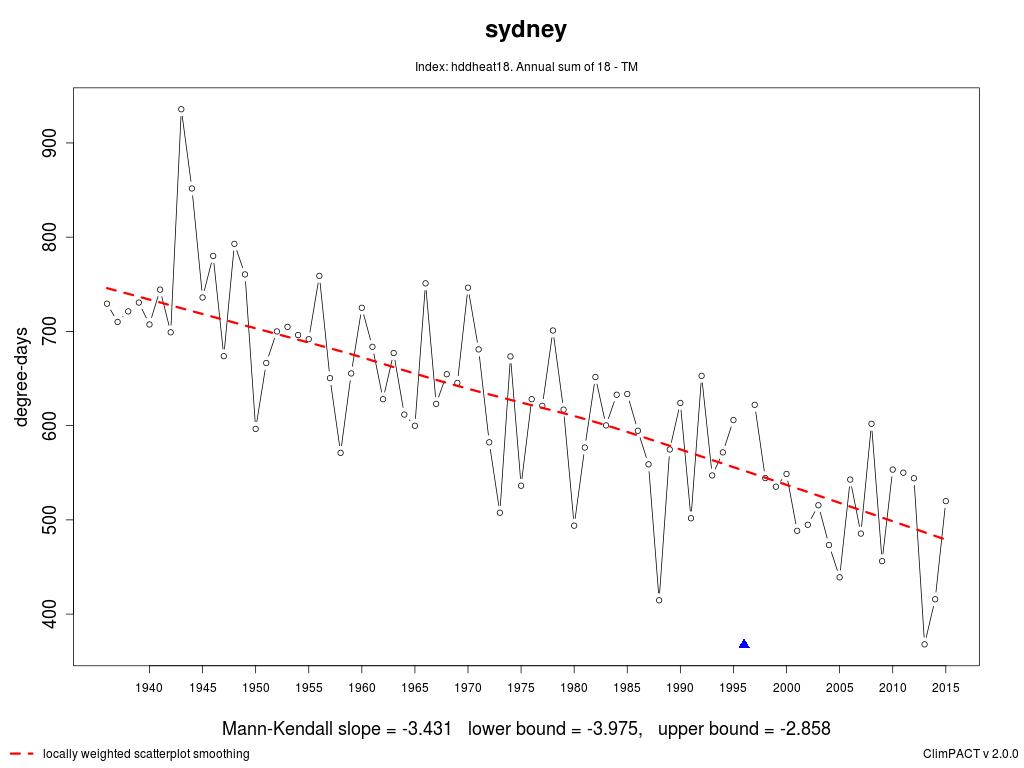 sydney
Index: hddheat18. Annual sum of 18 - TM
degree-days
900
800
700
600
500
400
1940 1945 1950 1955 1960 1965 1970 1975 1980 1985 1990 1995 2000 2005 2010 2015
Mann-Kendall slope = -3.431 lower bound = -3.975, upper bound = -2.858
locally weighted scatterplot smoothing
ClimPACT v 2.0.0